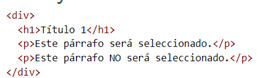 <div>
<h1>Título 1</h1>
<p>Este párrafo será seleccionado.</p>
<p>Este párrafo NO será seleccionado.</p>
</div>